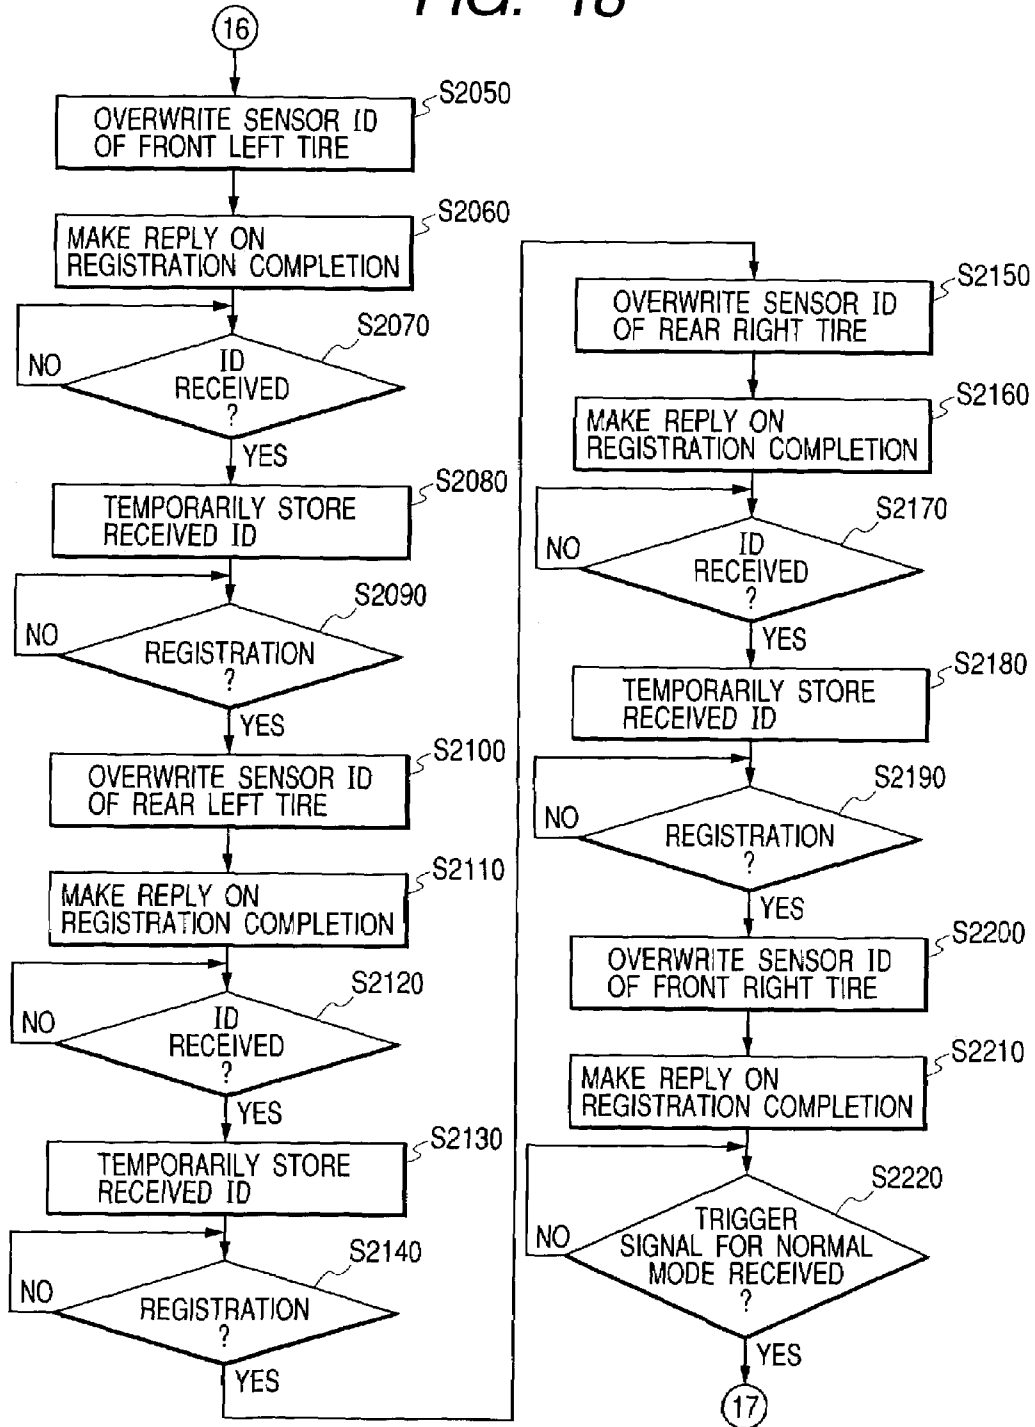 FIG. 18
16
S2050
OVERWRITE SENSOR ID
OF FRONT LEFT TIRE
S2060
MAKE REPLY ON
REGISTRATION COMPLETION
S2070
ID
RECEIVED
?
NO
YES
S2080
TEMPORARILY STORE
RECEIVED ID
S2090
REGISTRATION
?
NO
YES
S2100
OVERWRITE SENSOR ID
OF REAR LEFT TIRE
S2110
MAKE REPLY ON
REGISTRATION COMPLETION
S2120
ID
RECEIVED
?
NO
YES
S2130
TEMPORARILY STORE
RECEIVED ID
S2140
REGISTRATION
?
NO
YES
S2150
OVERWRITE SENSOR ID
OF REAR RIGHT TIRE
S2160
MAKE REPLY ON
REGISTRATION COMPLETION
S2170
ID
RECEIVED
?
NO
YES
S2180
TEMPORARILY STORE
RECEIVED ID
S2190
REGISTRATION
?
NO
YES
S2200
OVERWRITE SENSOR ID
OF FRONT RIGHT TIRE
S2210
MAKE REPLY ON
REGISTRATION COMPLETION
S2220
TRIGGER
SIGNAL FOR NORMAL
MODE RECEIVED
?
NO
YES
17